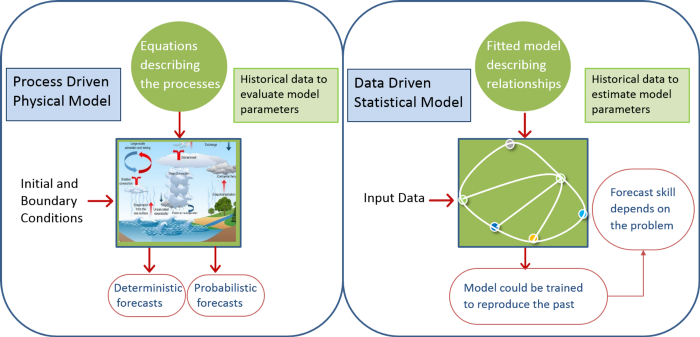 Equations
describing
the processes
Process Driven
Physical Model
Historical data to
evaluate model
parameters
Initial and
Boundary
Conditions
Deterministic
forecasts
Probabilistic
forecasts
Fitted model
describing
relationships
Data Driven
Statistical Model
Historical data to
estimate model
parameters
Input Data
Forecast skill
depends on
the problem
Model could be trained
to reproduce the past